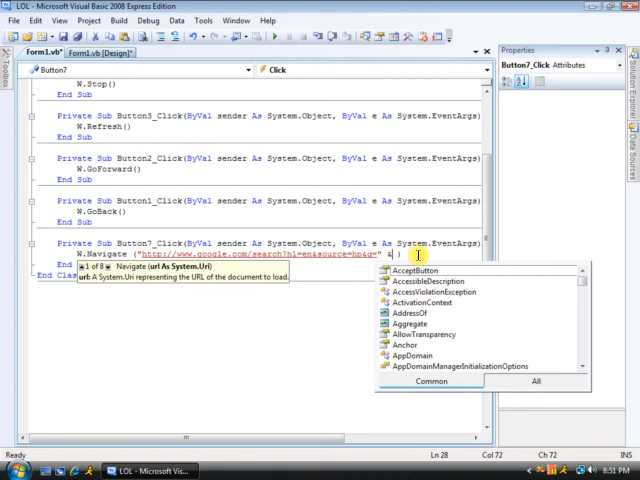 LOL - Microsoft Visual Basic 2008 Express Edition
File Edit View Project Build Debug Data Tools Window Help
Form1.vb* Form1.vb [Design]*
Properties
Button7 Click
Button7_Click Attributes
Toolbox
Solution Explorer
Data Sources
W.Stop()
End Sub
Private Sub Button3_Click(ByVal sender As System.Object, ByVal e As System.EventArgs)
W.Refresh()
End Sub
Private Sub Button2_Click(ByVal sender As System.Object, ByVal e As System.EventArgs)
W.GoForward()
End Sub
Private Sub Button1_Click(ByVal sender As System.Object, ByVal e As System.EventArgs)
W.GoBack()
End Sub
Private Sub Button7_Click(ByVal sender As System.Object, ByVal e As System.EventArgs)
W.Navigate ("http://www.google.com/search?hl=en&source=hp&q=" & )
End
1 of 8 Navigate (url As System.Uri)
url: A System.Uri representing the URL of the document to load.
End Clas
AcceptButton
AccessibleDescription
AccessViolationException
ActivationContext
AddressOf
Aggregate
AllowTransparency
Anchor
AppDomain
AppDomainManagerInitializationOptions
Common All
Ready Ln 28 Col 72 Ch 72 INS
LOL - Microsoft Vis... 8:51 PM